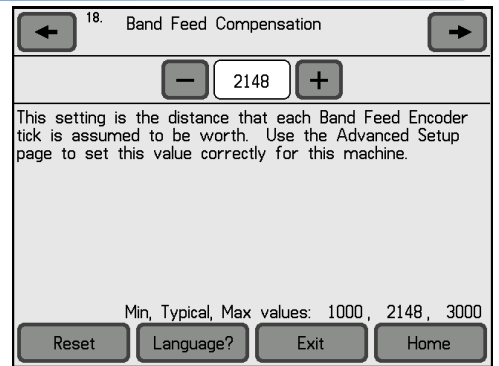 18. Band Feed Compensation
− 2148 +
This setting is the distance that each Band Feed Encoder
tick is assumed to be worth. Use the Advanced Setup
page to set this value correctly for this machine.
Min, Typical, Max values: 1000, 2148, 3000
Reset Language? Exit Home